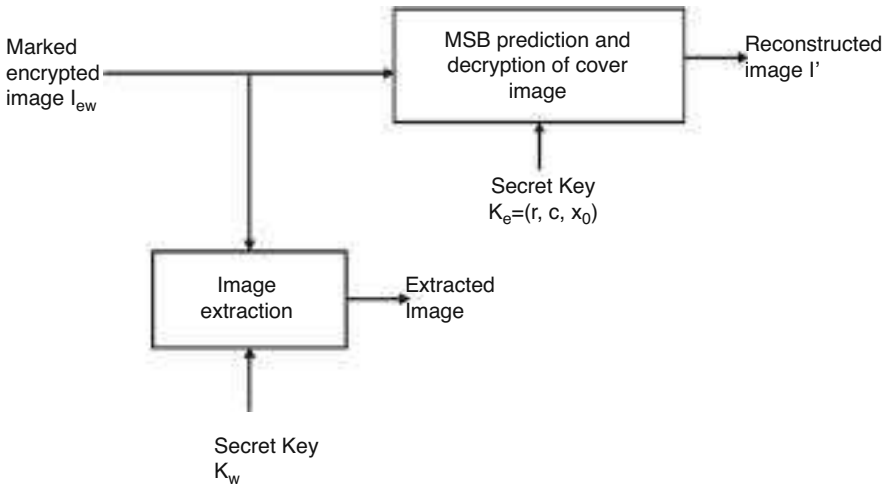 Marked
encrypted
image I_ew
MSB prediction and
decryption of cover
image
Reconstructed
image I'
Secret Key
K_e=(r, c, x_0)
Image
extraction
Extracted
Image
Secret Key
K_w